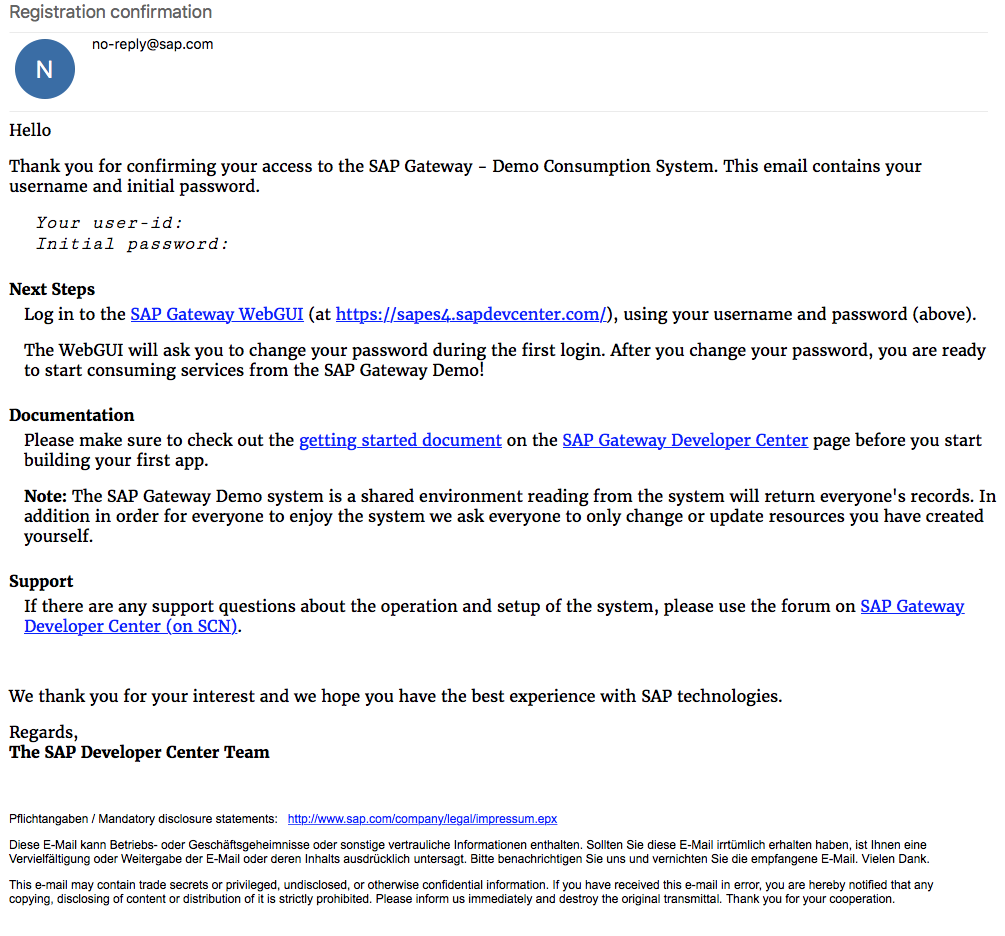 Registration confirmation
no-reply@sap.com
N
Hello
Thank you for confirming your access to the SAP Gateway – Demo Consumption System. This email contains your
username and initial password.
Your user-id:
Initial password:
Next Steps
Log in to the SAP Gateway WebGUI (at https://sapes4.sapdevcenter.com/), using your username and password (above).
The WebGUI will ask you to change your password during the first login. After you change your password, you are ready
to start consuming services from the SAP Gateway Demo!
Documentation
Please make sure to check out the getting started document on the SAP Gateway Developer Center page before you start
building your first app.
Note: The SAP Gateway Demo system is a shared environment reading from the system will return everyone's records. In
addition in order for everyone to enjoy the system we ask everyone to only change or update resources you have created
yourself.
Support
If there are any support questions about the operation and setup of the system, please use the forum on SAP Gateway
Developer Center (on SCN).
We thank you for your interest and we hope you have the best experience with SAP technologies.
Regards,
The SAP Developer Center Team
Pflichtangaben / Mandatory disclosure statements: http://www.sap.com/company/legal/impressum.epx
Diese E-Mail kann Betriebs- oder Geschäftsgeheimnisse oder sonstige vertrauliche Informationen enthalten. Sollten Sie diese E-Mail irrtümlich erhalten haben, ist Ihnen eine
Vervielfältigung oder Weitergabe der E-Mail oder deren Inhalts ausdrücklich untersagt. Bitte benachrichtigen Sie uns und vernichten Sie die empfangene E-Mail. Vielen Dank.
This e-mail may contain trade secrets or privileged, undisclosed, or otherwise confidential information. If you have received this e-mail in error, you are hereby notified that any
copying, disclosing of content or distribution of it is strictly prohibited. Please inform us immediately and destroy the original transmittal. Thank you for your cooperation.